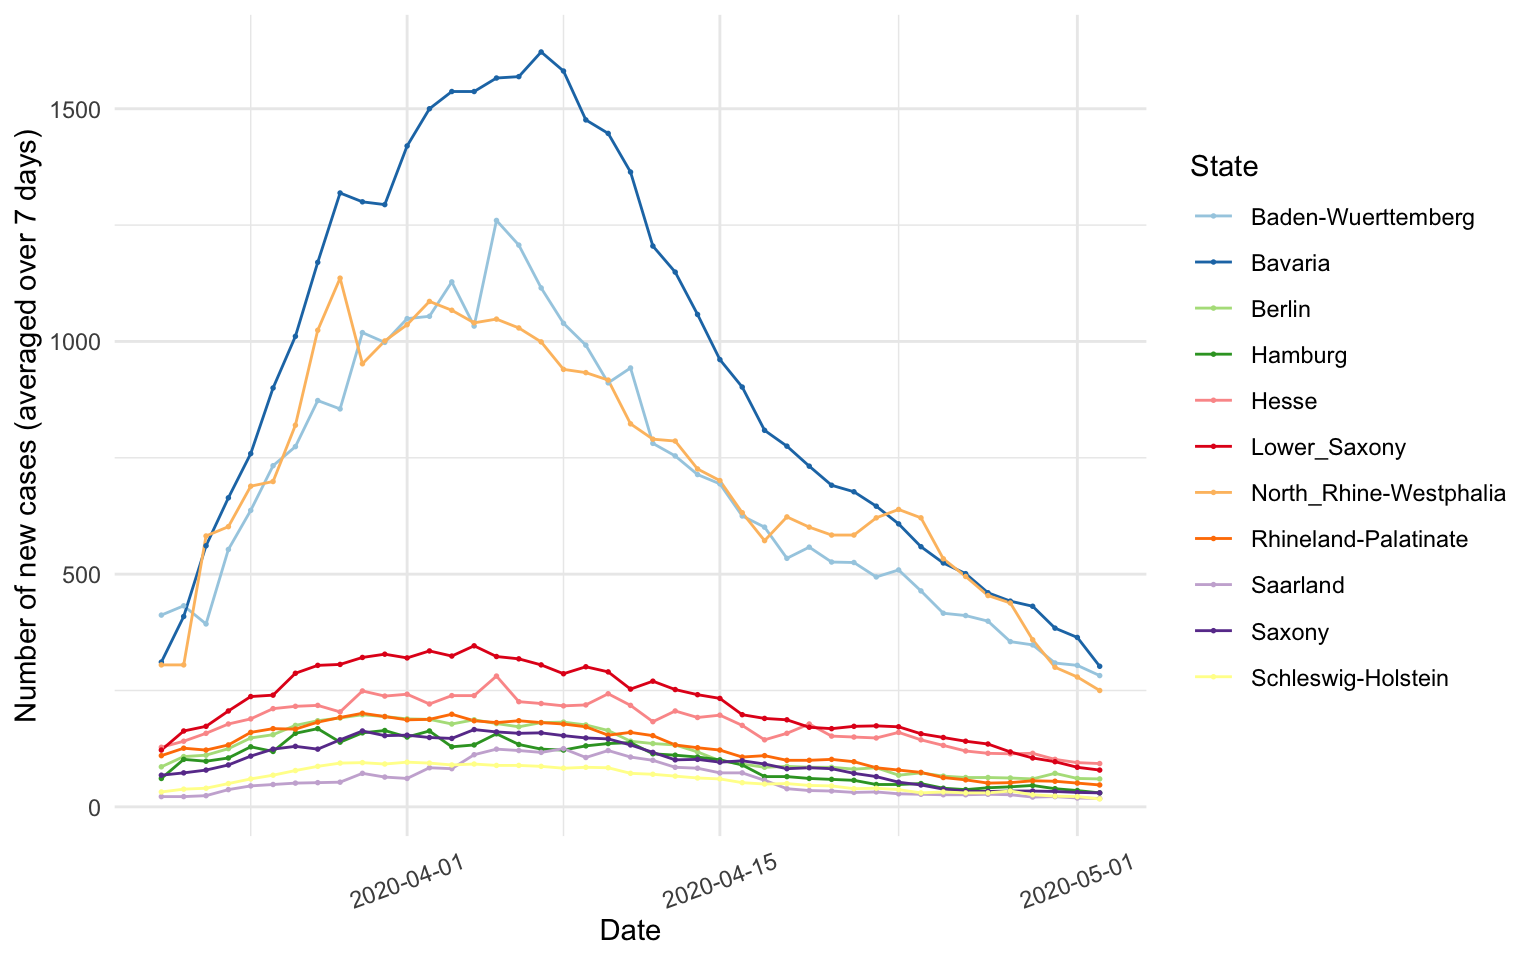 Number of new cases (averaged over 7 days)
1500
1000
500
0
2020-04-01
2020-04-15
2020-05-01
Date
State
Baden-Wuerttemberg
Bavaria
Berlin
Hamburg
Hesse
Lower_Saxony
North_Rhine-Westphalia
Rhineland-Palatinate
Saarland
Saxony
Schleswig-Holstein